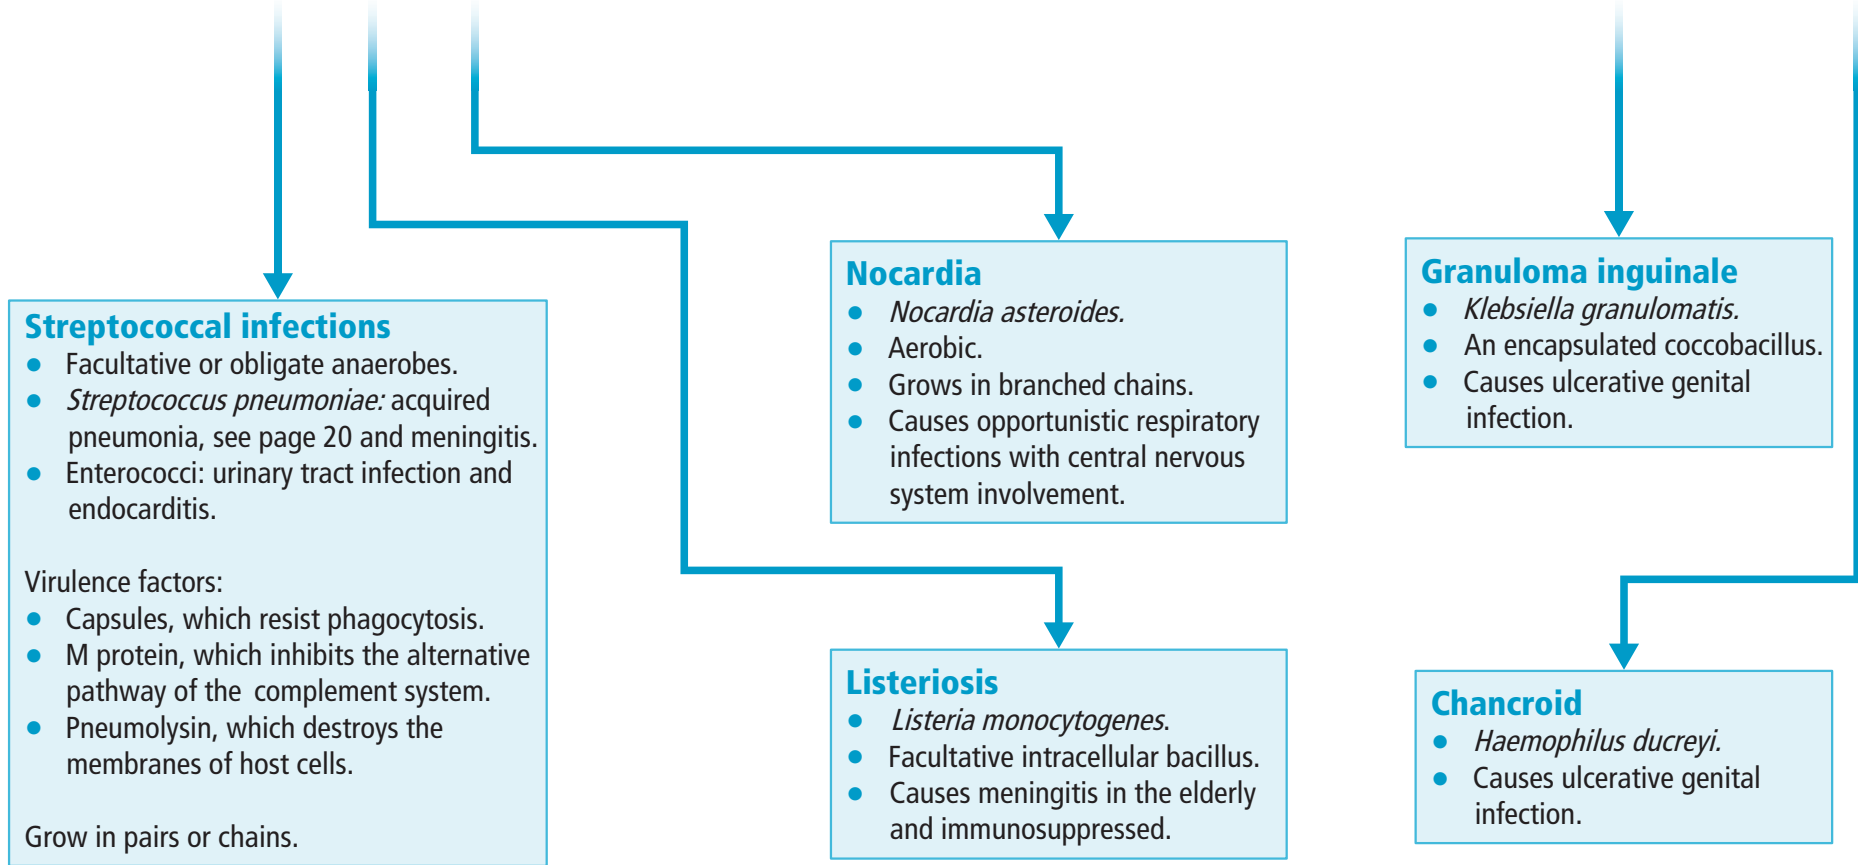 Streptococcal infections
● Facultative or obligate anaerobes.
● Streptococcus pneumoniae: acquired
pneumonia, see page 20 and meningitis.
● Enterococci: urinary tract infection and
endocarditis.
Virulence factors:
● Capsules, which resist phagocytosis.
● M protein, which inhibits the alternative
pathway of the complement system.
● Pneumolysin, which destroys the
membranes of host cells.
Grow in pairs or chains.
Nocardia
● Nocardia asteroides.
● Aerobic.
● Grows in branched chains.
● Causes opportunistic respiratory
infections with central nervous
system involvement.
Listeriosis
● Listeria monocytogenes.
● Facultative intracellular bacillus.
● Causes meningitis in the elderly
and immunosuppressed.
Granuloma inguinale
● Klebsiella granulomatis.
● An encapsulated coccobacillus.
● Causes ulcerative genital
infection.
Chancroid
● Haemophilus ducreyi.
● Causes ulcerative genital
infection.